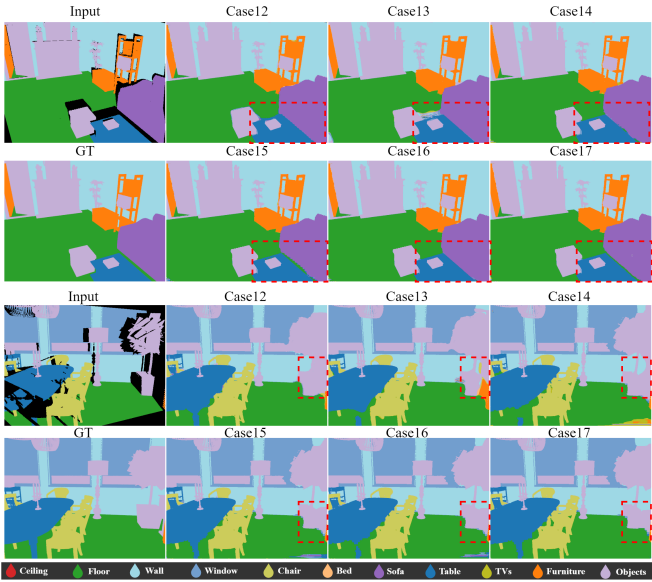 Input Case12 Case13 Case14
GT Case15 Case16 Case17
Input Case12 Case13 Case14
GT Case15 Case16 Case17
Ceiling Floor Wall Window Chair Bed Sofa Table TVs Furniture Objects